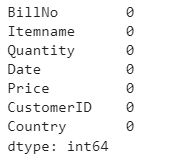 BillNo 0
Itemname 0
Quantity 0
Date 0
Price 0
CustomerID 0
Country 0
dtype: int64